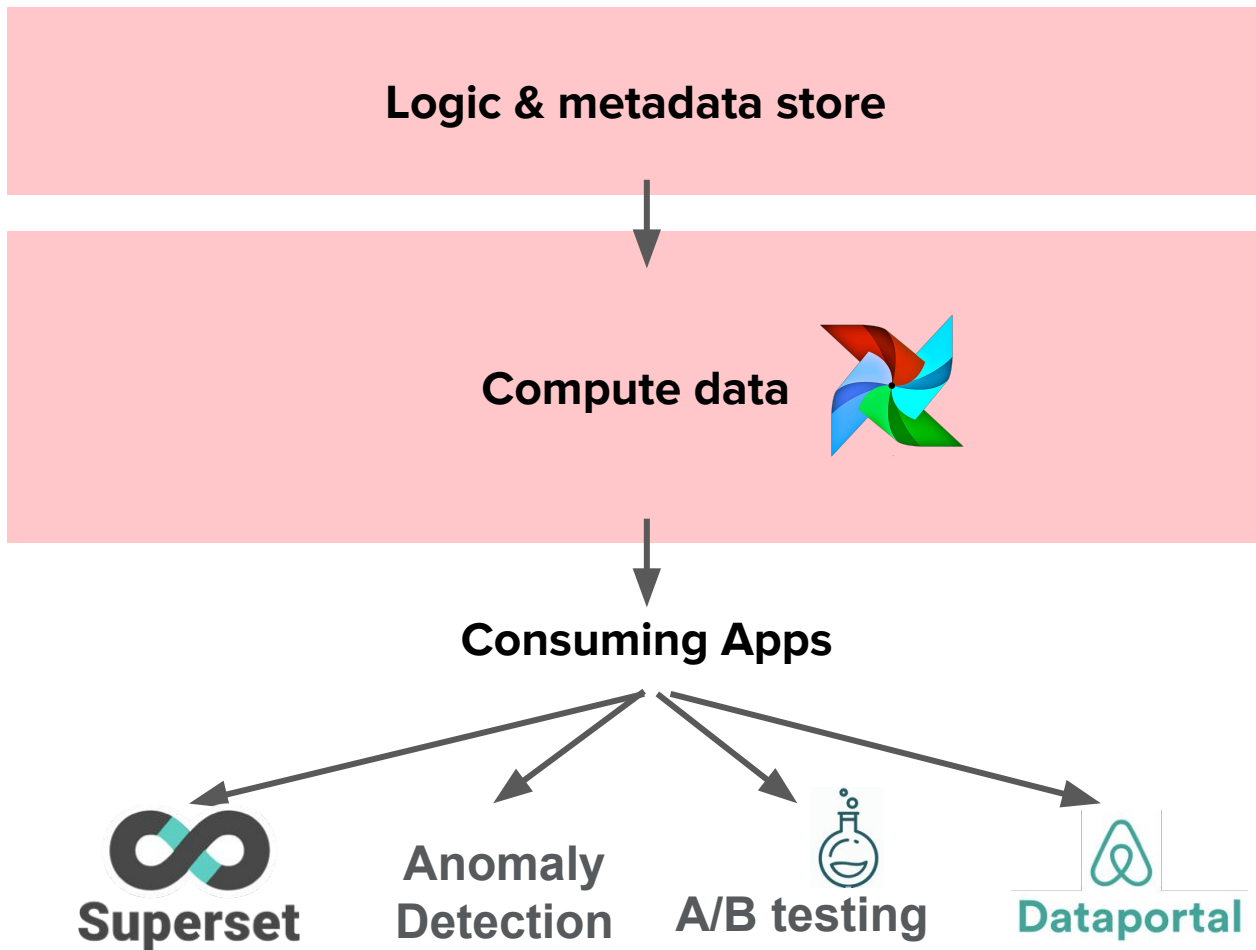 Logic & metadata store
Compute data
Consuming Apps
Superset
Anomaly
Detection
A/B testing
Dataportal